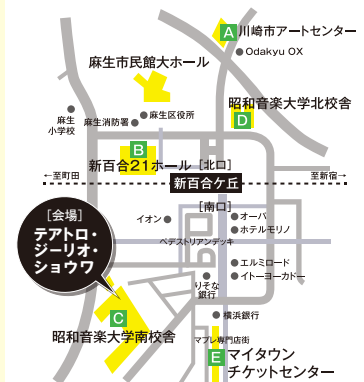 A 川崎市アートセンター
Odakyu OX
麻生市民館大ホール
昭和音楽大学北校舎
D
麻生
小学校
麻生消防署
麻生区役所
B
新百合21ホール [北口]
←至町田
新百合ケ丘
至新宿→
[南口]
[会場]
テアトロ・
ジーリオ・
ショウワ
イオン
オーパ
ホテルモリノ
ペデストリアンデッキ
エルミロード
イトーヨーカドー
りそな
銀行
C
横浜銀行
昭和音楽大学南校舎
マプレ専門店街
E マイタウン
チケットセンター